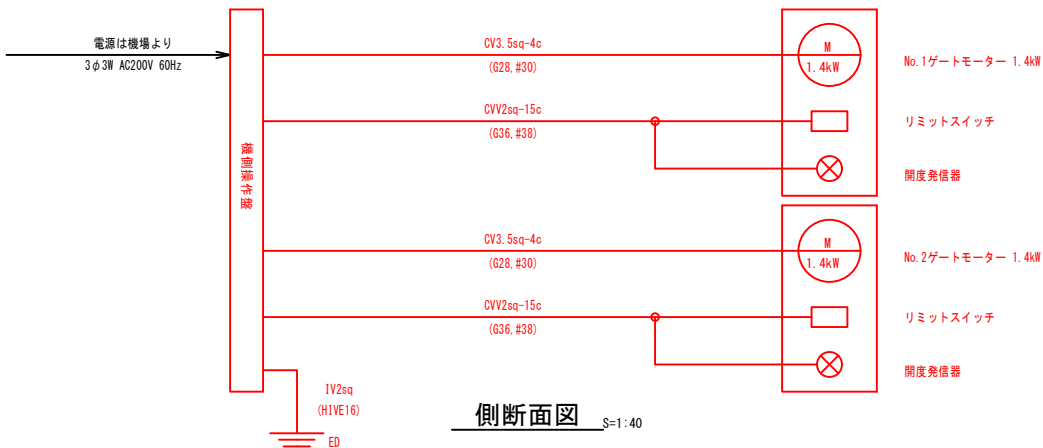 電源は機場より
3φ3W AC200V 60Hz
機側操作盤
CV3.5sq-4c
(G28,#30)
M
1.4kW
No.1ゲートモーター 1.4kW
CVV2sq-15c
(G36,#38)
リミットスイッチ
開度発信器
CV3.5sq-4c
(G28,#30)
M
1.4kW
No.2ゲートモーター 1.4kW
CVV2sq-15c
(G36,#38)
リミットスイッチ
開度発信器
IV2sq
(HIVE16)
ED
側断面図 S=1:40